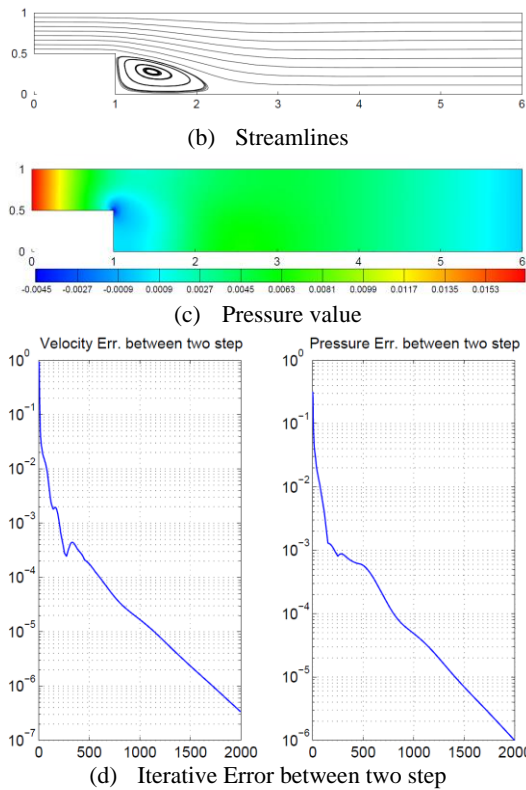 1
0.5
0
0 1 2 3 4 5 6
(b) Streamlines
1
0.5
0
0 1 2 3 4 5 6
-0.0045 -0.0027 -0.0009 0.0009 0.0027 0.0045 0.0063 0.0081 0.0099 0.0117 0.0135 0.0153
(c) Pressure value
Velocity Err. between two step
10^0
10^-1
10^-2
10^-3
10^-4
10^-5
10^-6
10^-7
0 500 1000 1500 2000
Pressure Err. between two step
10^0
10^-1
10^-2
10^-3
10^-4
10^-5
10^-6
0 500 1000 1500 2000
(d) Iterative Error between two step